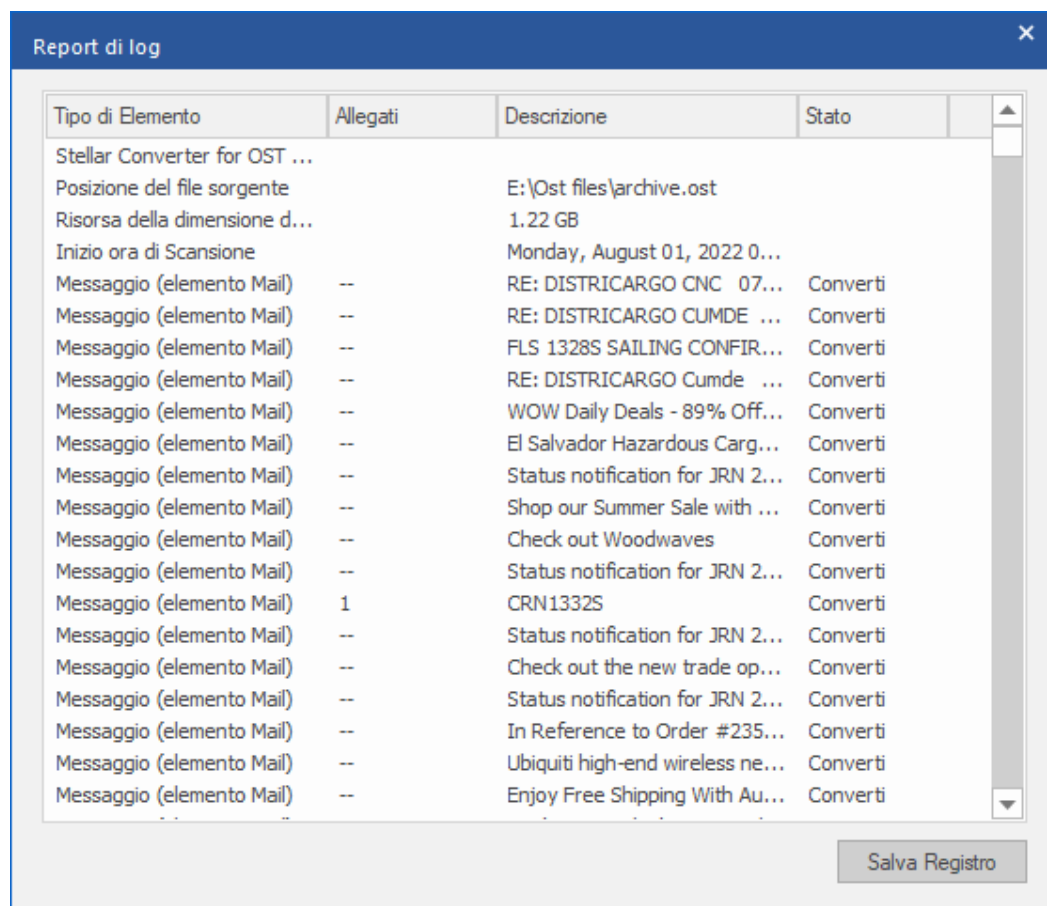 Report di log
Tipo di Elemento Allegati Descrizione Stato
Stellar Converter for OST ...
Posizione del file sorgente E:\Ost files\archive.ost
Risorsa della dimensione d... 1.22 GB
Inizio ora di Scansione Monday, August 01, 2022 0...
Messaggio (elemento Mail) -- RE: DISTRICARGO CNC 07... Converti
Messaggio (elemento Mail) -- RE: DISTRICARGO CUMDE ... Converti
Messaggio (elemento Mail) -- FLS 1328S SAILING CONFIR... Converti
Messaggio (elemento Mail) -- RE: DISTRICARGO Cumde ... Converti
Messaggio (elemento Mail) -- WOW Daily Deals - 89% Off... Converti
Messaggio (elemento Mail) -- El Salvador Hazardous Carg... Converti
Messaggio (elemento Mail) -- Status notification for JRN 2... Converti
Messaggio (elemento Mail) -- Shop our Summer Sale with ... Converti
Messaggio (elemento Mail) -- Check out Woodwaves Converti
Messaggio (elemento Mail) -- Status notification for JRN 2... Converti
Messaggio (elemento Mail) 1 CRN1332S Converti
Messaggio (elemento Mail) -- Status notification for JRN 2... Converti
Messaggio (elemento Mail) -- Check out the new trade op... Converti
Messaggio (elemento Mail) -- Status notification for JRN 2... Converti
Messaggio (elemento Mail) -- In Reference to Order #235... Converti
Messaggio (elemento Mail) -- Ubiquiti high-end wireless ne... Converti
Messaggio (elemento Mail) -- Enjoy Free Shipping With Au... Converti
Salva Registro